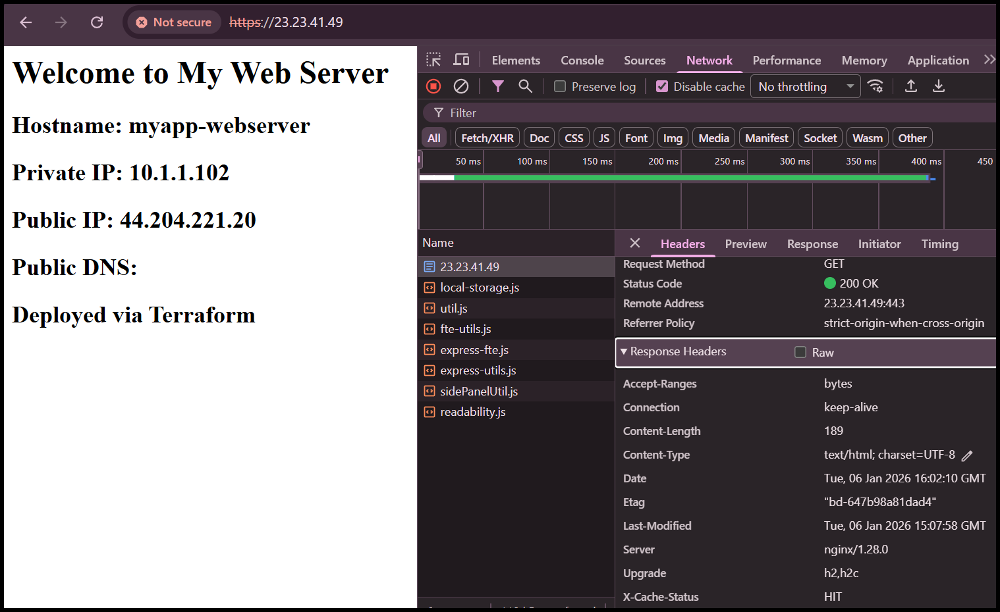 Not secure https://23.23.41.49
Welcome to My Web Server
Hostname: myapp-webserver
Private IP: 10.1.1.102
Public IP: 44.204.221.20
Public DNS:
Deployed via Terraform
Elements Console Sources Network Performance Memory Application
Preserve log Disable cache No throttling
Filter
All Fetch/XHR Doc CSS JS Font Img Media Manifest Socket Wasm Other
50 ms 100 ms 150 ms 200 ms 250 ms 300 ms 350 ms 400 ms 450
Name
23.23.41.49
local-storage.js
util.js
fte-utils.js
express-fte.js
express-utils.js
sidePanelUtil.js
readability.js
Headers Preview Response Initiator Timing
Request Method GET
Status Code 200 OK
Remote Address 23.23.41.49:443
Referrer Policy strict-origin-when-cross-origin
Response Headers Raw
Accept-Ranges bytes
Connection keep-alive
Content-Length 189
Content-Type text/html; charset=UTF-8
Date Tue, 06 Jan 2026 16:02:10 GMT
Etag "bd-647b98a81dad4"
Last-Modified Tue, 06 Jan 2026 15:07:58 GMT
Server nginx/1.28.0
Upgrade h2,h2c
X-Cache-Status HIT